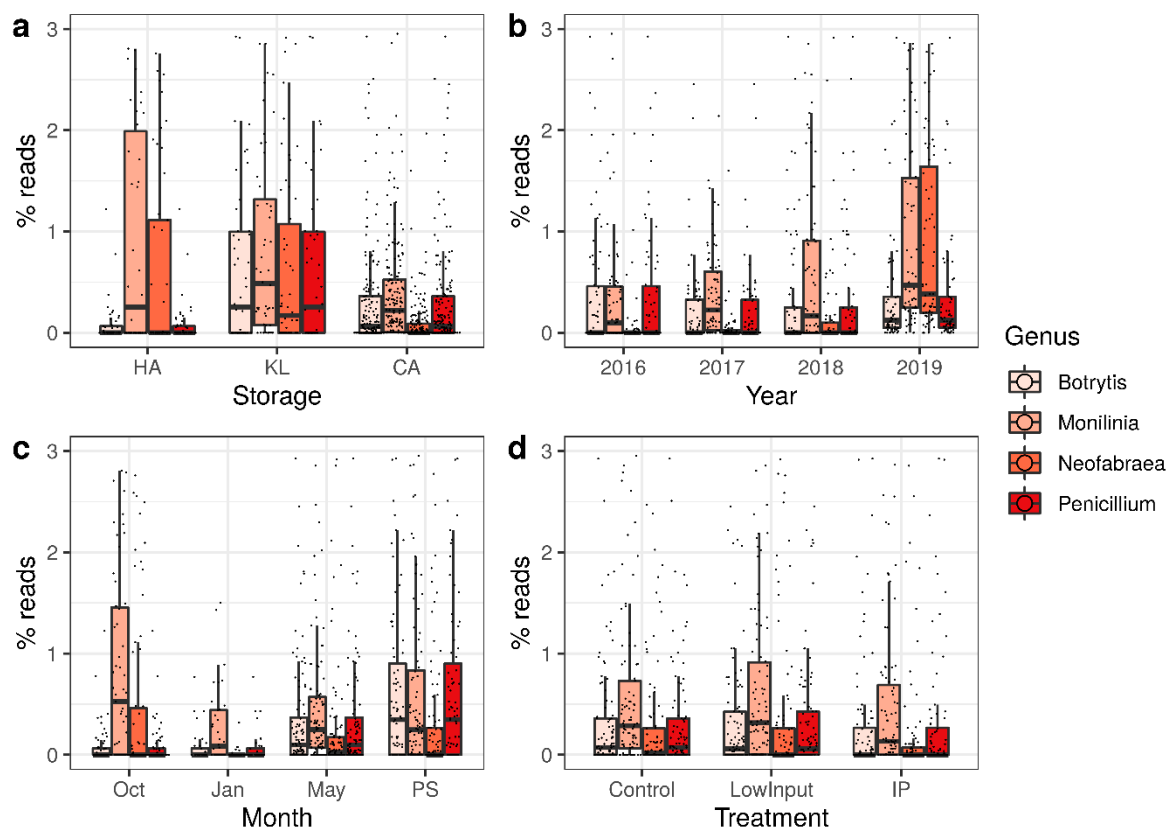 a
b
3
2
1
0
% reads
HA KL CA
Storage
3
2
1
0
% reads
2016 2017 2018 2019
Year
Genus
Botrytis
Monilinia
Neofabraea
Penicillium
c
d
3
2
1
0
% reads
Oct Jan May PS
Month
3
2
1
0
% reads
Control LowInput IP
Treatment